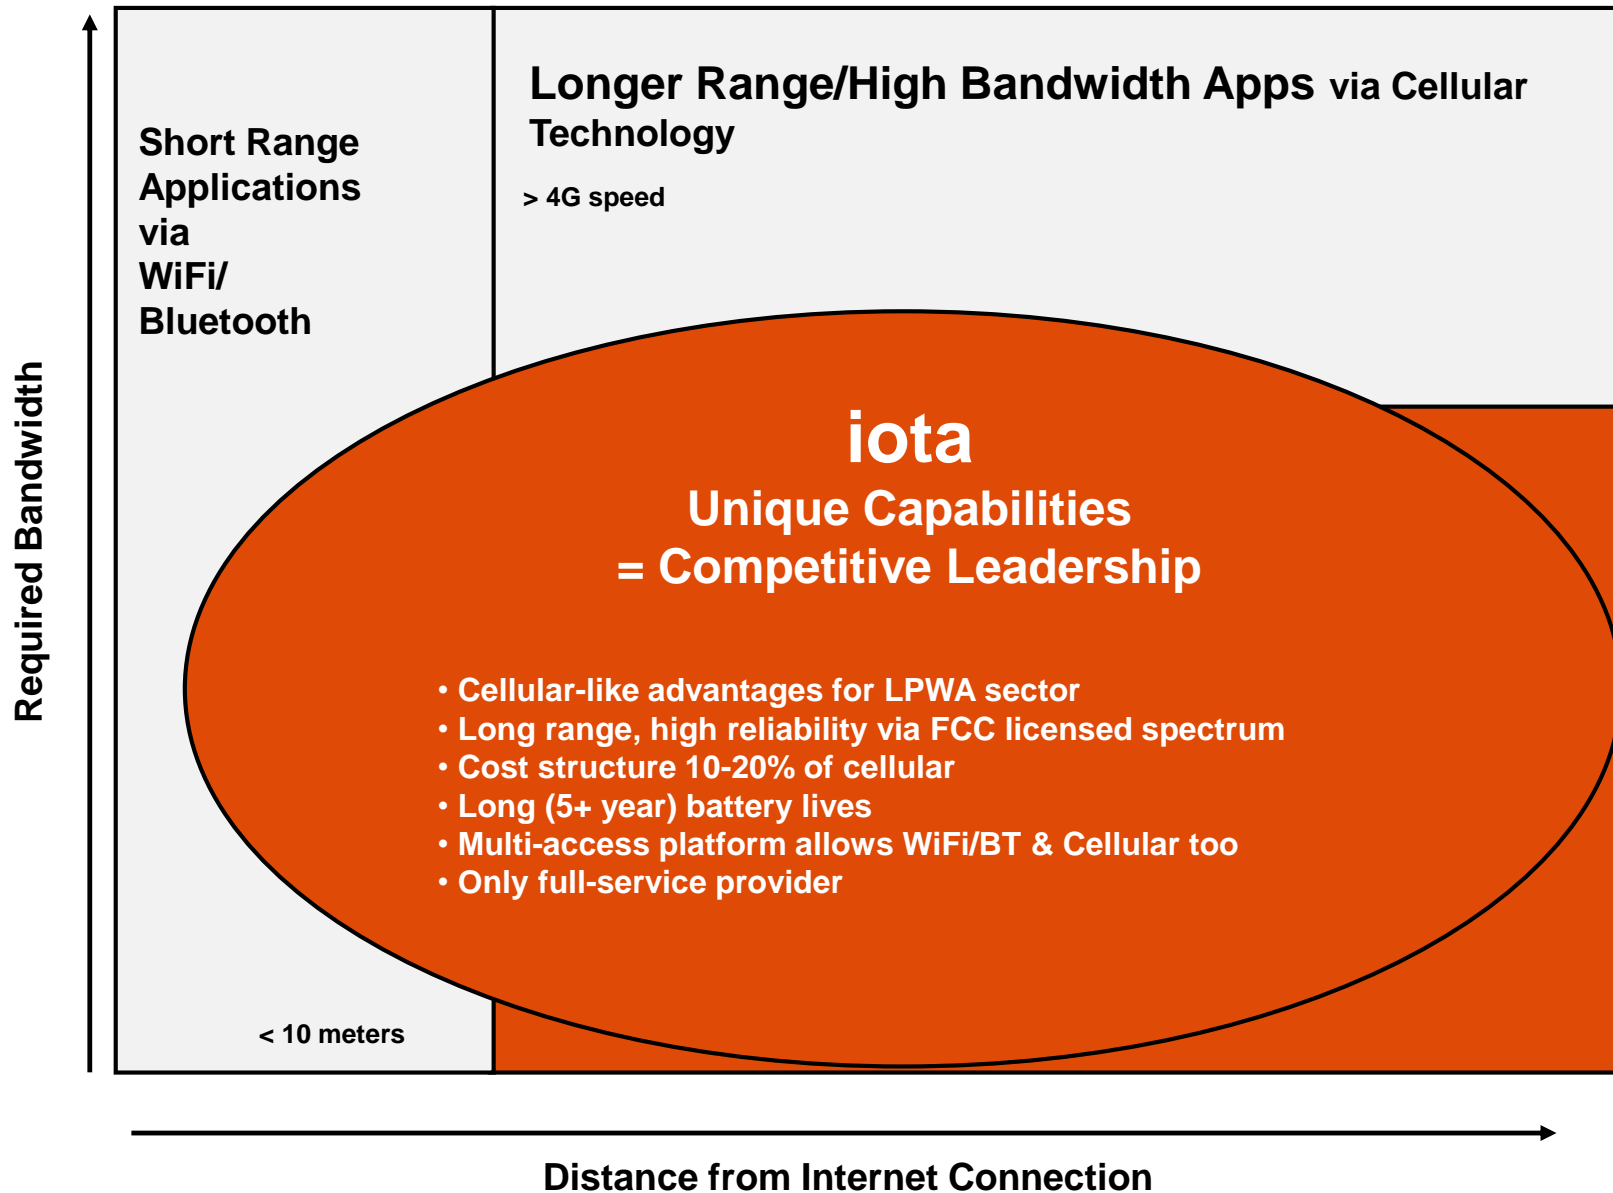 Longer Range/High Bandwidth Apps via Cellular
Technology
> 4G speed
Short Range
Applications
via
WiFi/
Bluetooth
Required Bandwidth
iota
Unique Capabilities
= Competitive Leadership
• Cellular-like advantages for LPWA sector
• Long range, high reliability via FCC licensed spectrum
• Cost structure 10-20% of cellular
• Long (5+ year) battery lives
• Multi-access platform allows WiFi/BT & Cellular too
• Only full-service provider
< 10 meters
Distance from Internet Connection